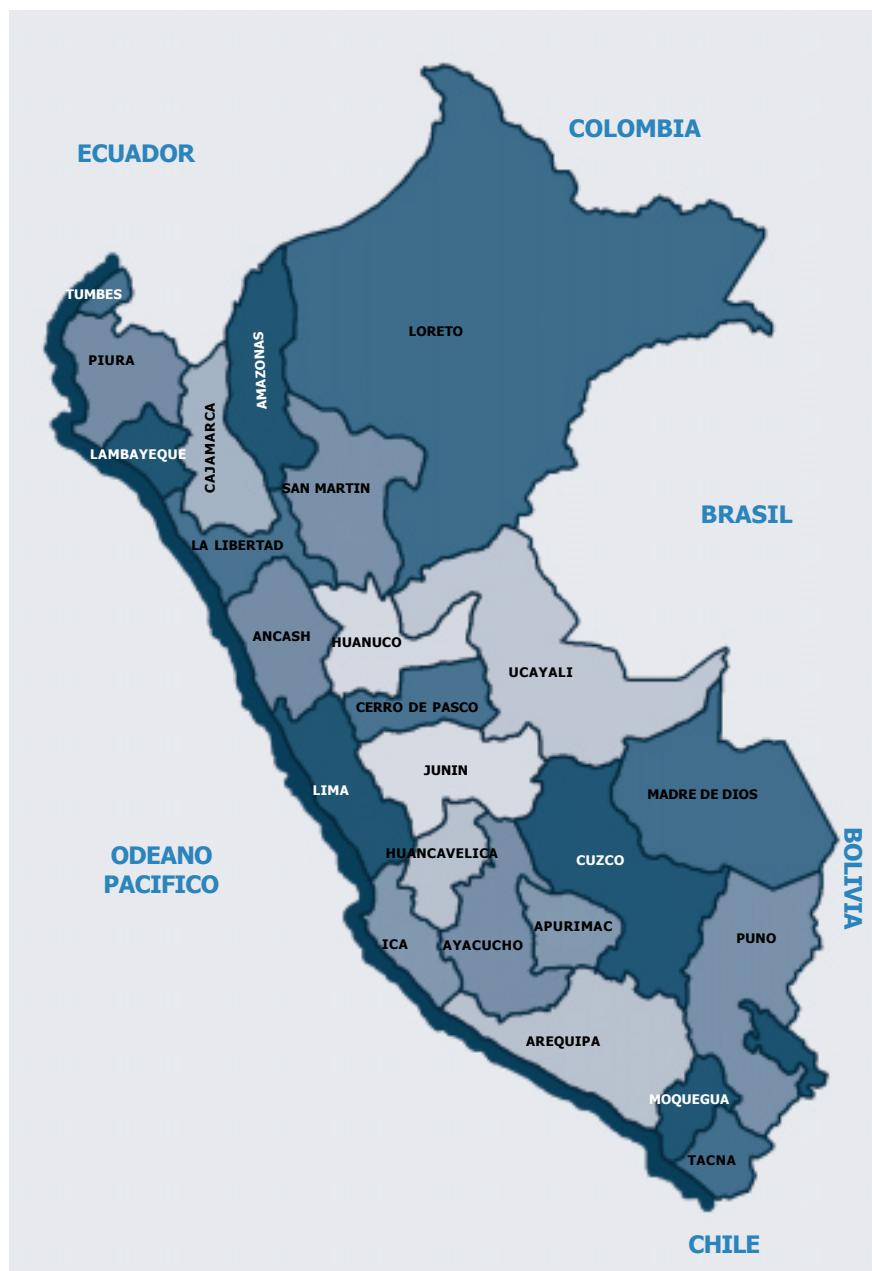 COLOMBIA
ECUADOR
TUMBES
LORETO
PIURA
AMAZONAS
CAJAMARCA
LAMBAYEQUE
SAN MARTIN
BRASIL
LA LIBERTAD
ANCASH
HUANUCO
UCAYALI
CERRO DE PASCO
JUNIN
LIMA
MADRE DE DIOS
ODEANO
PACIFICO
HUANCAVELICA
CUZCO
BOLIVIA
APURIMAC
ICA
AYACUCHO
PUNO
AREQUIPA
MOQUEGUA
TACNA
CHILE